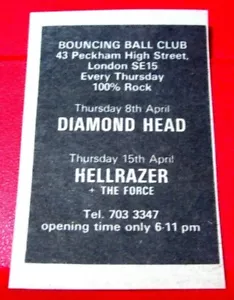 BOUNCING BALL CLUB
43 Peckham High Street,
London SE15
Every Thursday
100% Rock
Thursday 8th April
DIAMOND HEAD
Thursday 15th April
HELLRAZER
+ THE FORCE
Tel. 703 3347
opening time only 6-11 pm